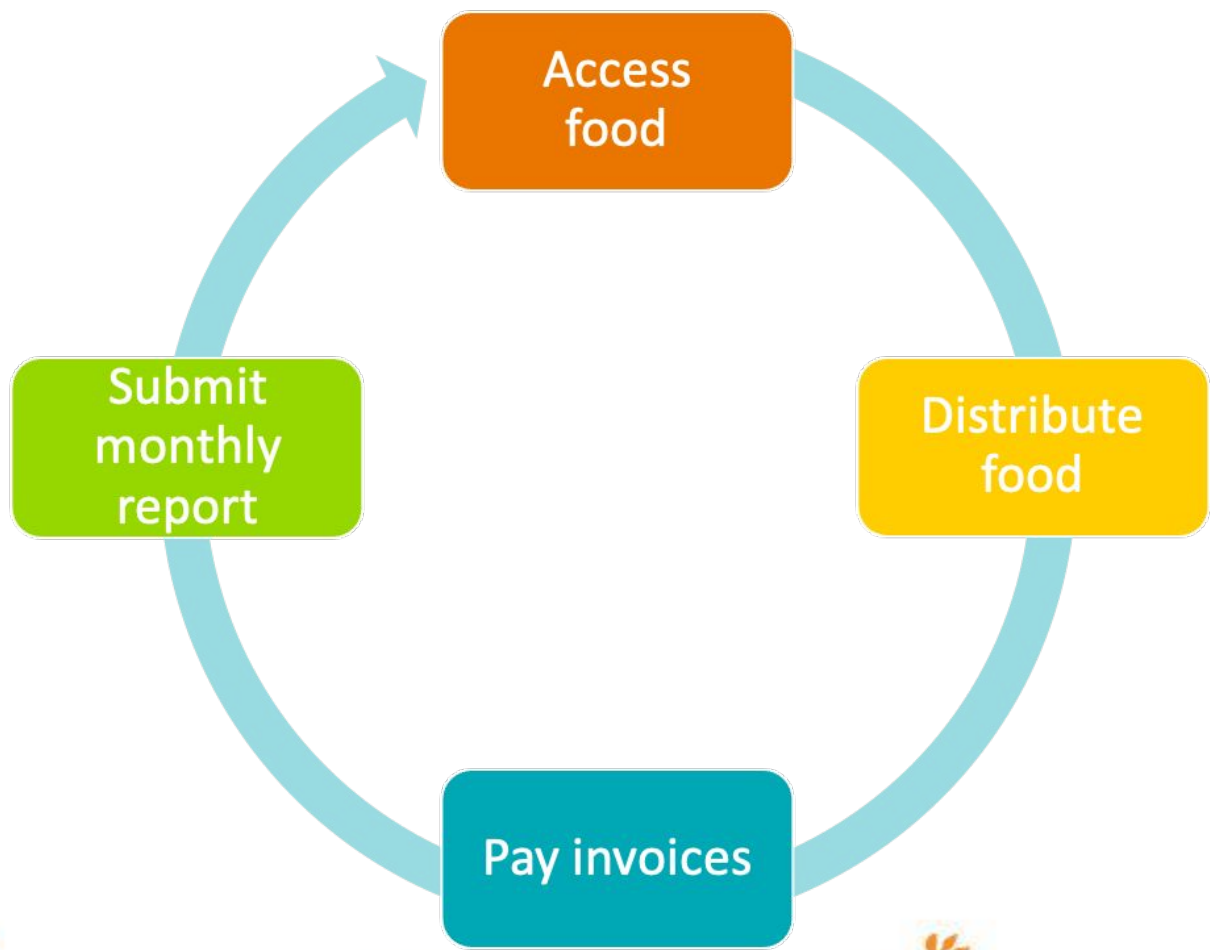 Access
food
Distribute
food
Pay invoices
Submit
monthly
report